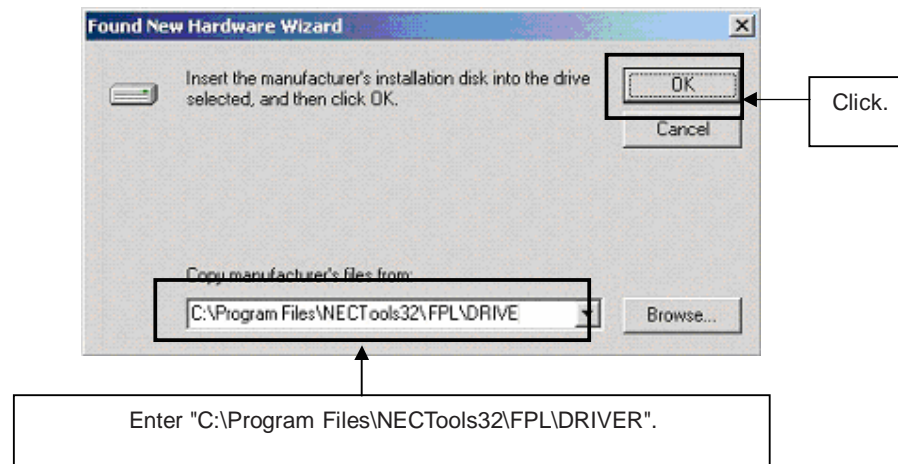 Found New Hardware Wizard
Insert the manufacturer's installation disk into the drive
selected, and then click OK.
OK
Click.
Cancel
Copy manufacturer's files from:
C:\Program Files\NECTools32\FPL\DRIVE
Browse...
Enter "C:\Program Files\NECTools32\FPL\DRIVER".